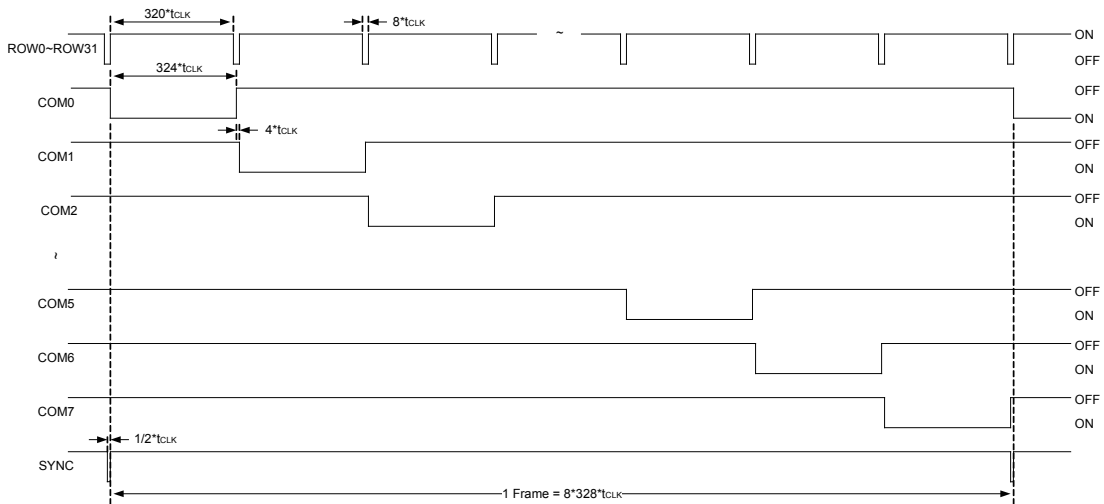 320*tCLK
8*tCLK
ROW0~ROW31
~
ON
OFF
324*tCLK
COM0
OFF
ON
4*tCLK
COM1
OFF
ON
COM2
OFF
ON
~
COM5
OFF
ON
COM6
OFF
ON
COM7
OFF
ON
1/2*tCLK
SYNC
1 Frame = 8*328*tCLK